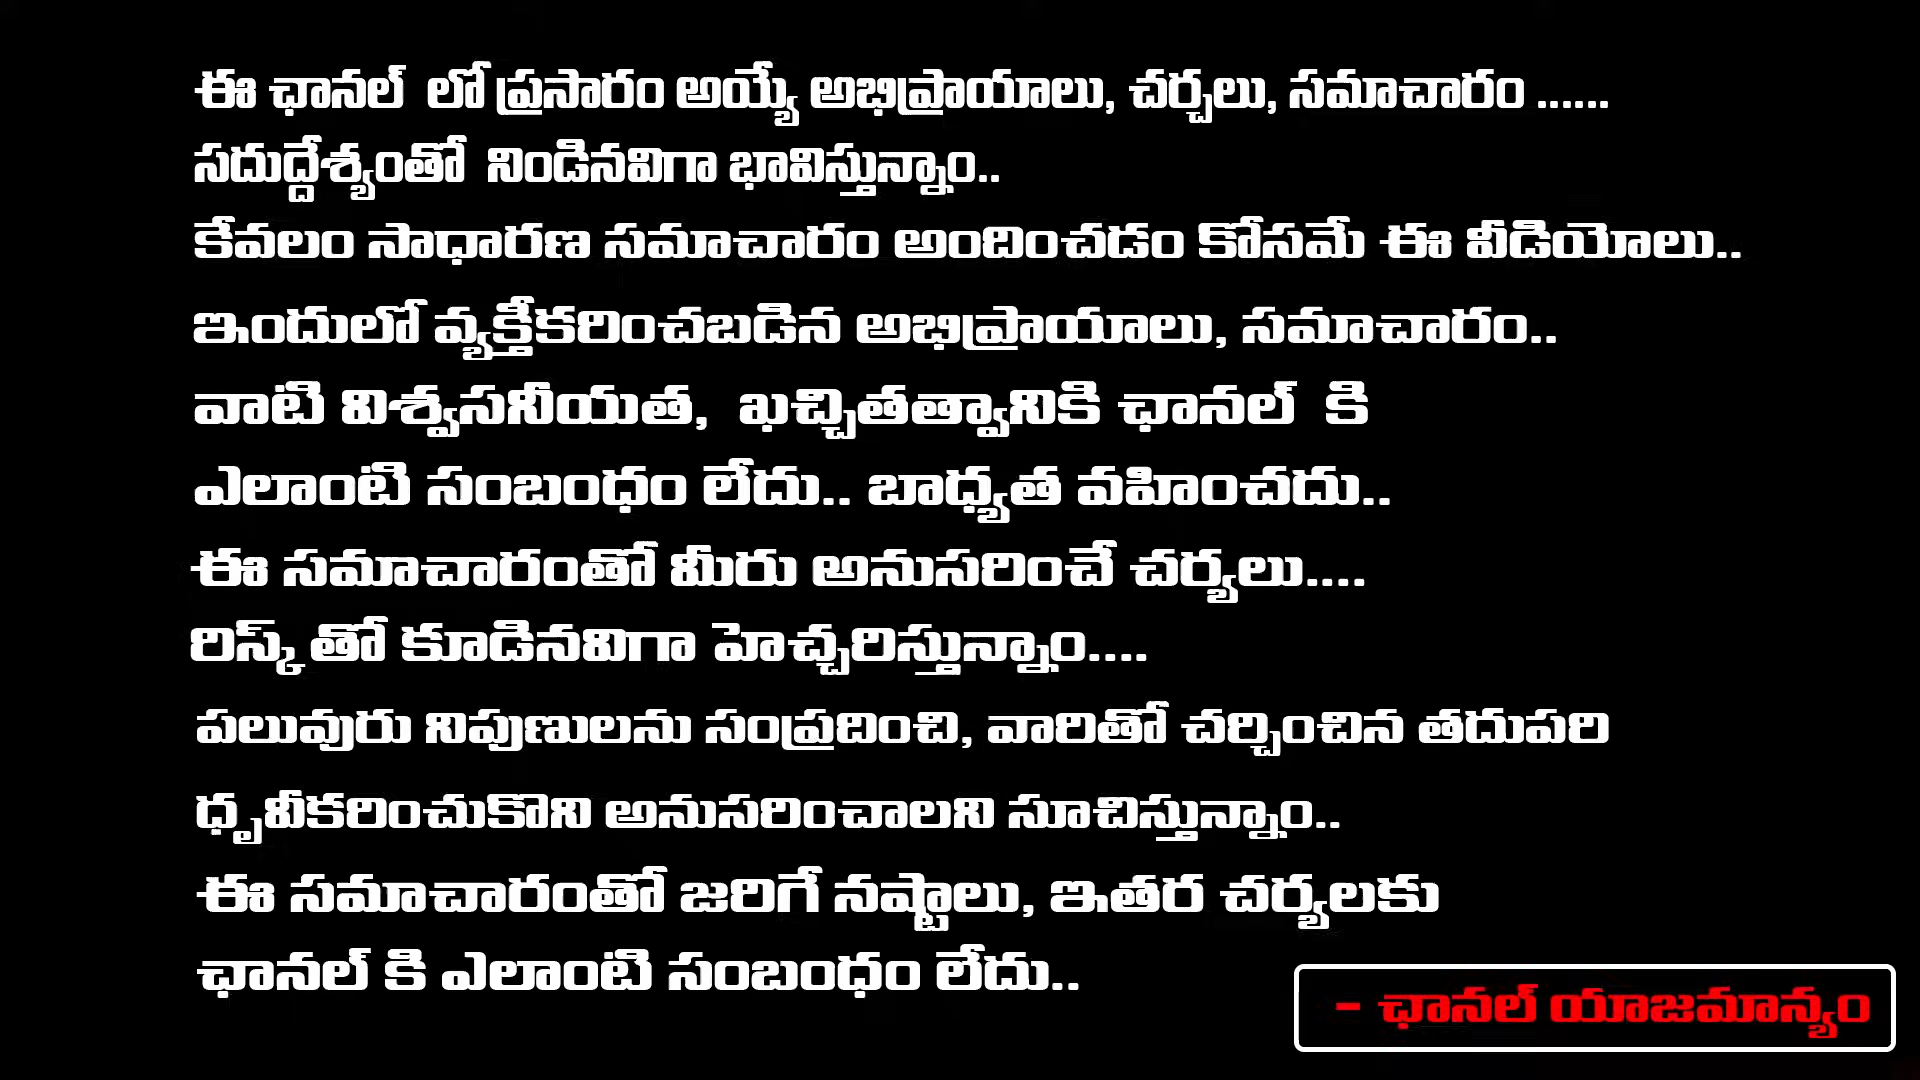 ఈ ఛానల్ లో ప్రసారం అయ్యే అభిప్రాయాలు, చర్చలు, సమాచారం ......
సదుద్దేశ్యంతో నిండినవిగా భావిస్తున్నాం..
కేవలం సాధారణ సమాచారం అందించడం కోసమే ఈ వీడియోలు..
ఇందులో వ్యక్తీకరించబడిన అభిప్రాయాలు, సమాచారం..
వాటి విశ్వసనీయత, ఖచ్చితత్వానికి ఛానల్ కి
ఎలాంటి సంబంధం లేదు.. బాధ్యత వహించదు..
ఈ సమాచారంతో మీరు అనుసరించే చర్యలు....
రిస్క్ తో కూడినవిగా హెచ్చరిస్తున్నాం....
పలువురు నిపుణులను సంప్రదించి, వారితో చర్చించిన తదుపరి
ధృవీకరించుకొని అనుసరించాలని సూచిస్తున్నాం..
ఈ సమాచారంతో జరిగే నష్టాలు, ఇతర చర్యలకు
ఛానల్ కి ఎలాంటి సంబంధం లేదు..
- ఛానల్ యాజమాన్యం